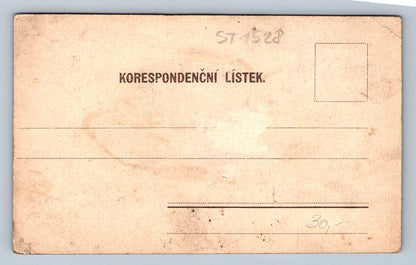 ST 1528
KORESPONDENČNÍ LÍSTEK.
30,-